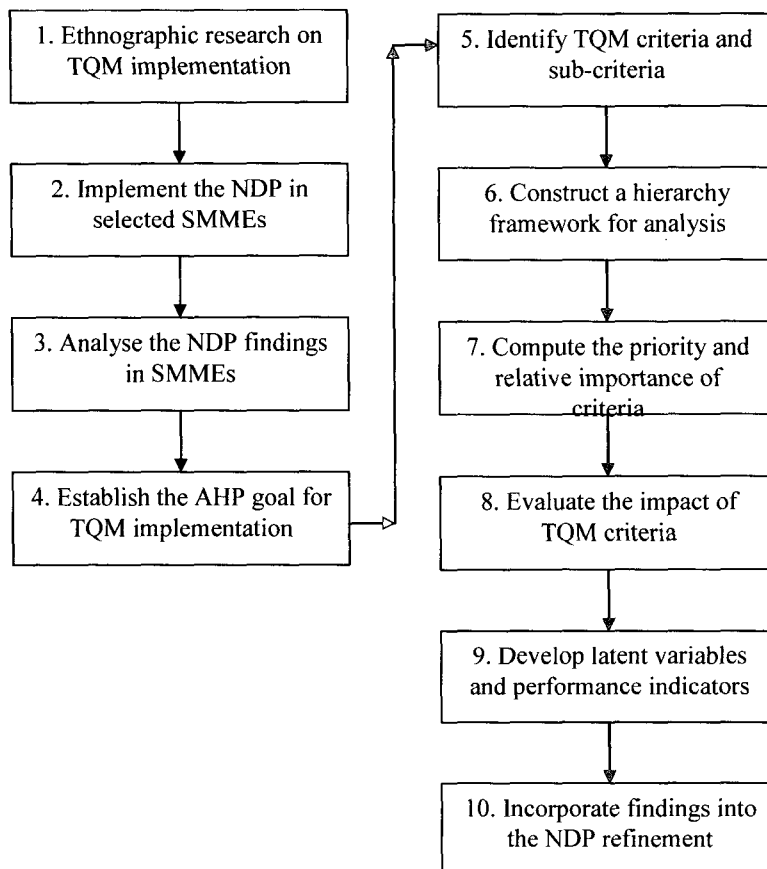 1. Ethnographic research on
TQM implementation
2. Implement the NDP in
selected SMMEs
3. Analyse the NDP findings
in SMMEs
4. Establish the AHP goal for
TQM implementation
5. Identify TQM criteria and
sub-criteria
6. Construct a hierarchy
framework for analysis
7. Compute the priority and
relative importance of
criteria
8. Evaluate the impact of
TQM criteria
9. Develop latent variables
and performance indicators
10. Incorporate findings into
the NDP refinement